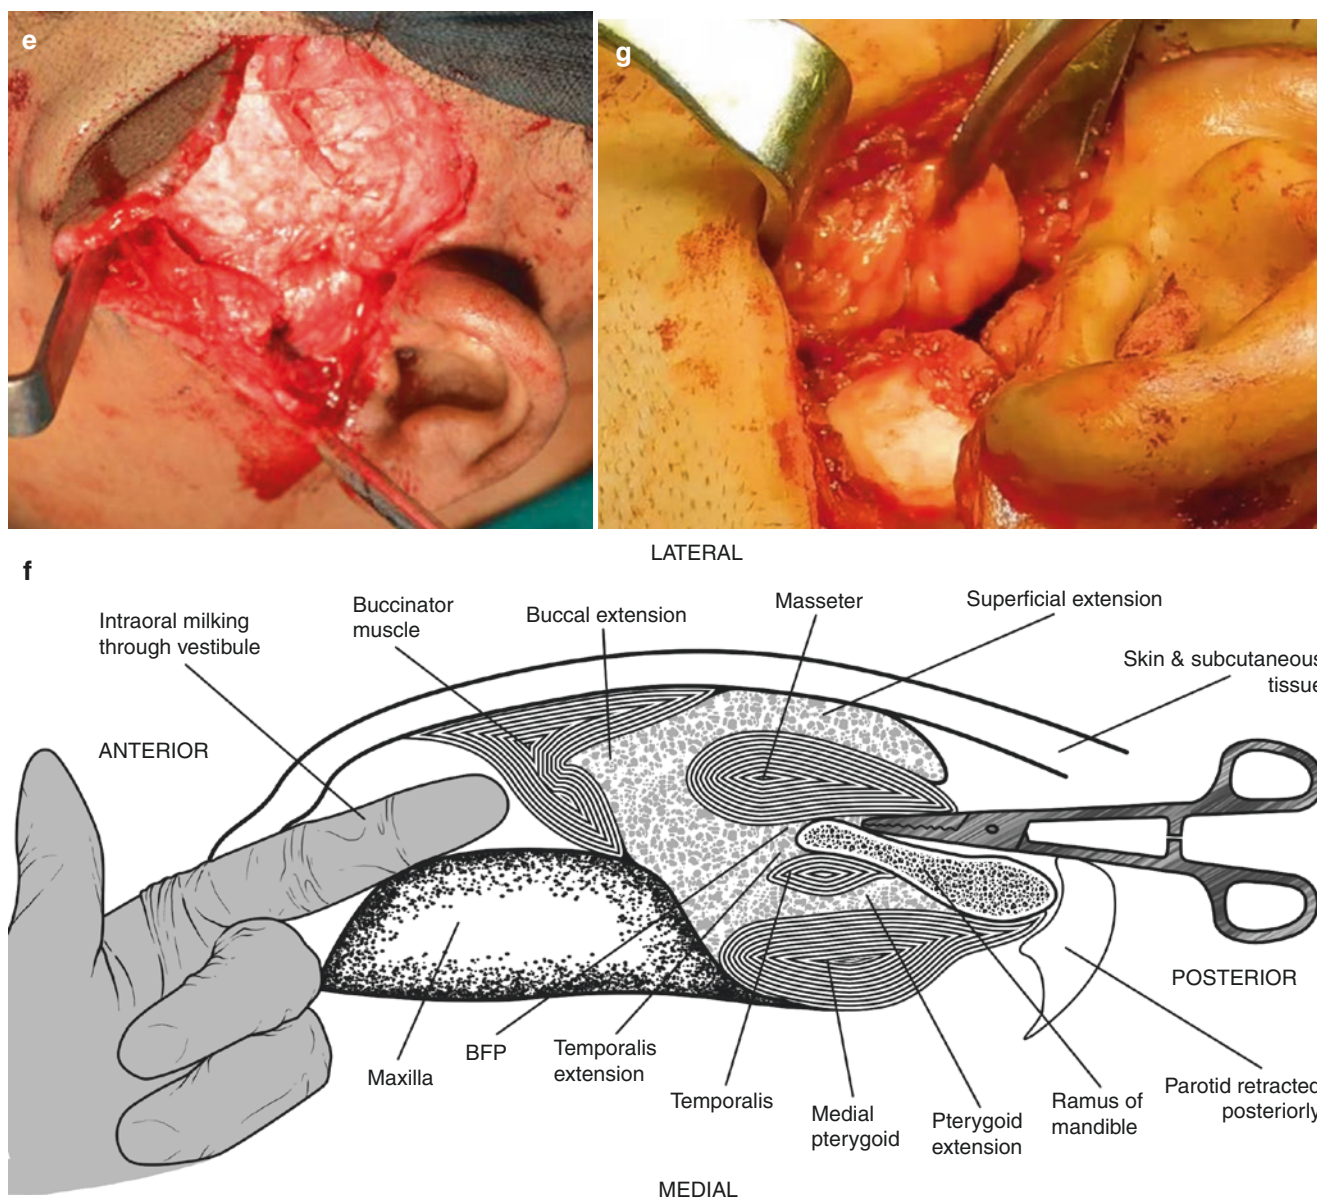 e
g
LATERAL
f
Intraoral milking
through vestibule
Buccinator
muscle
Buccal extension
Masseter
Superficial extension
Skin & subcutaneous
tissue
ANTERIOR
POSTERIOR
Maxilla
BFP
Temporalis
extension
Temporalis
Medial
pterygoid
Pterygoid
extension
Ramus of
mandible
Parotid retracted
posteriorly
MEDIAL